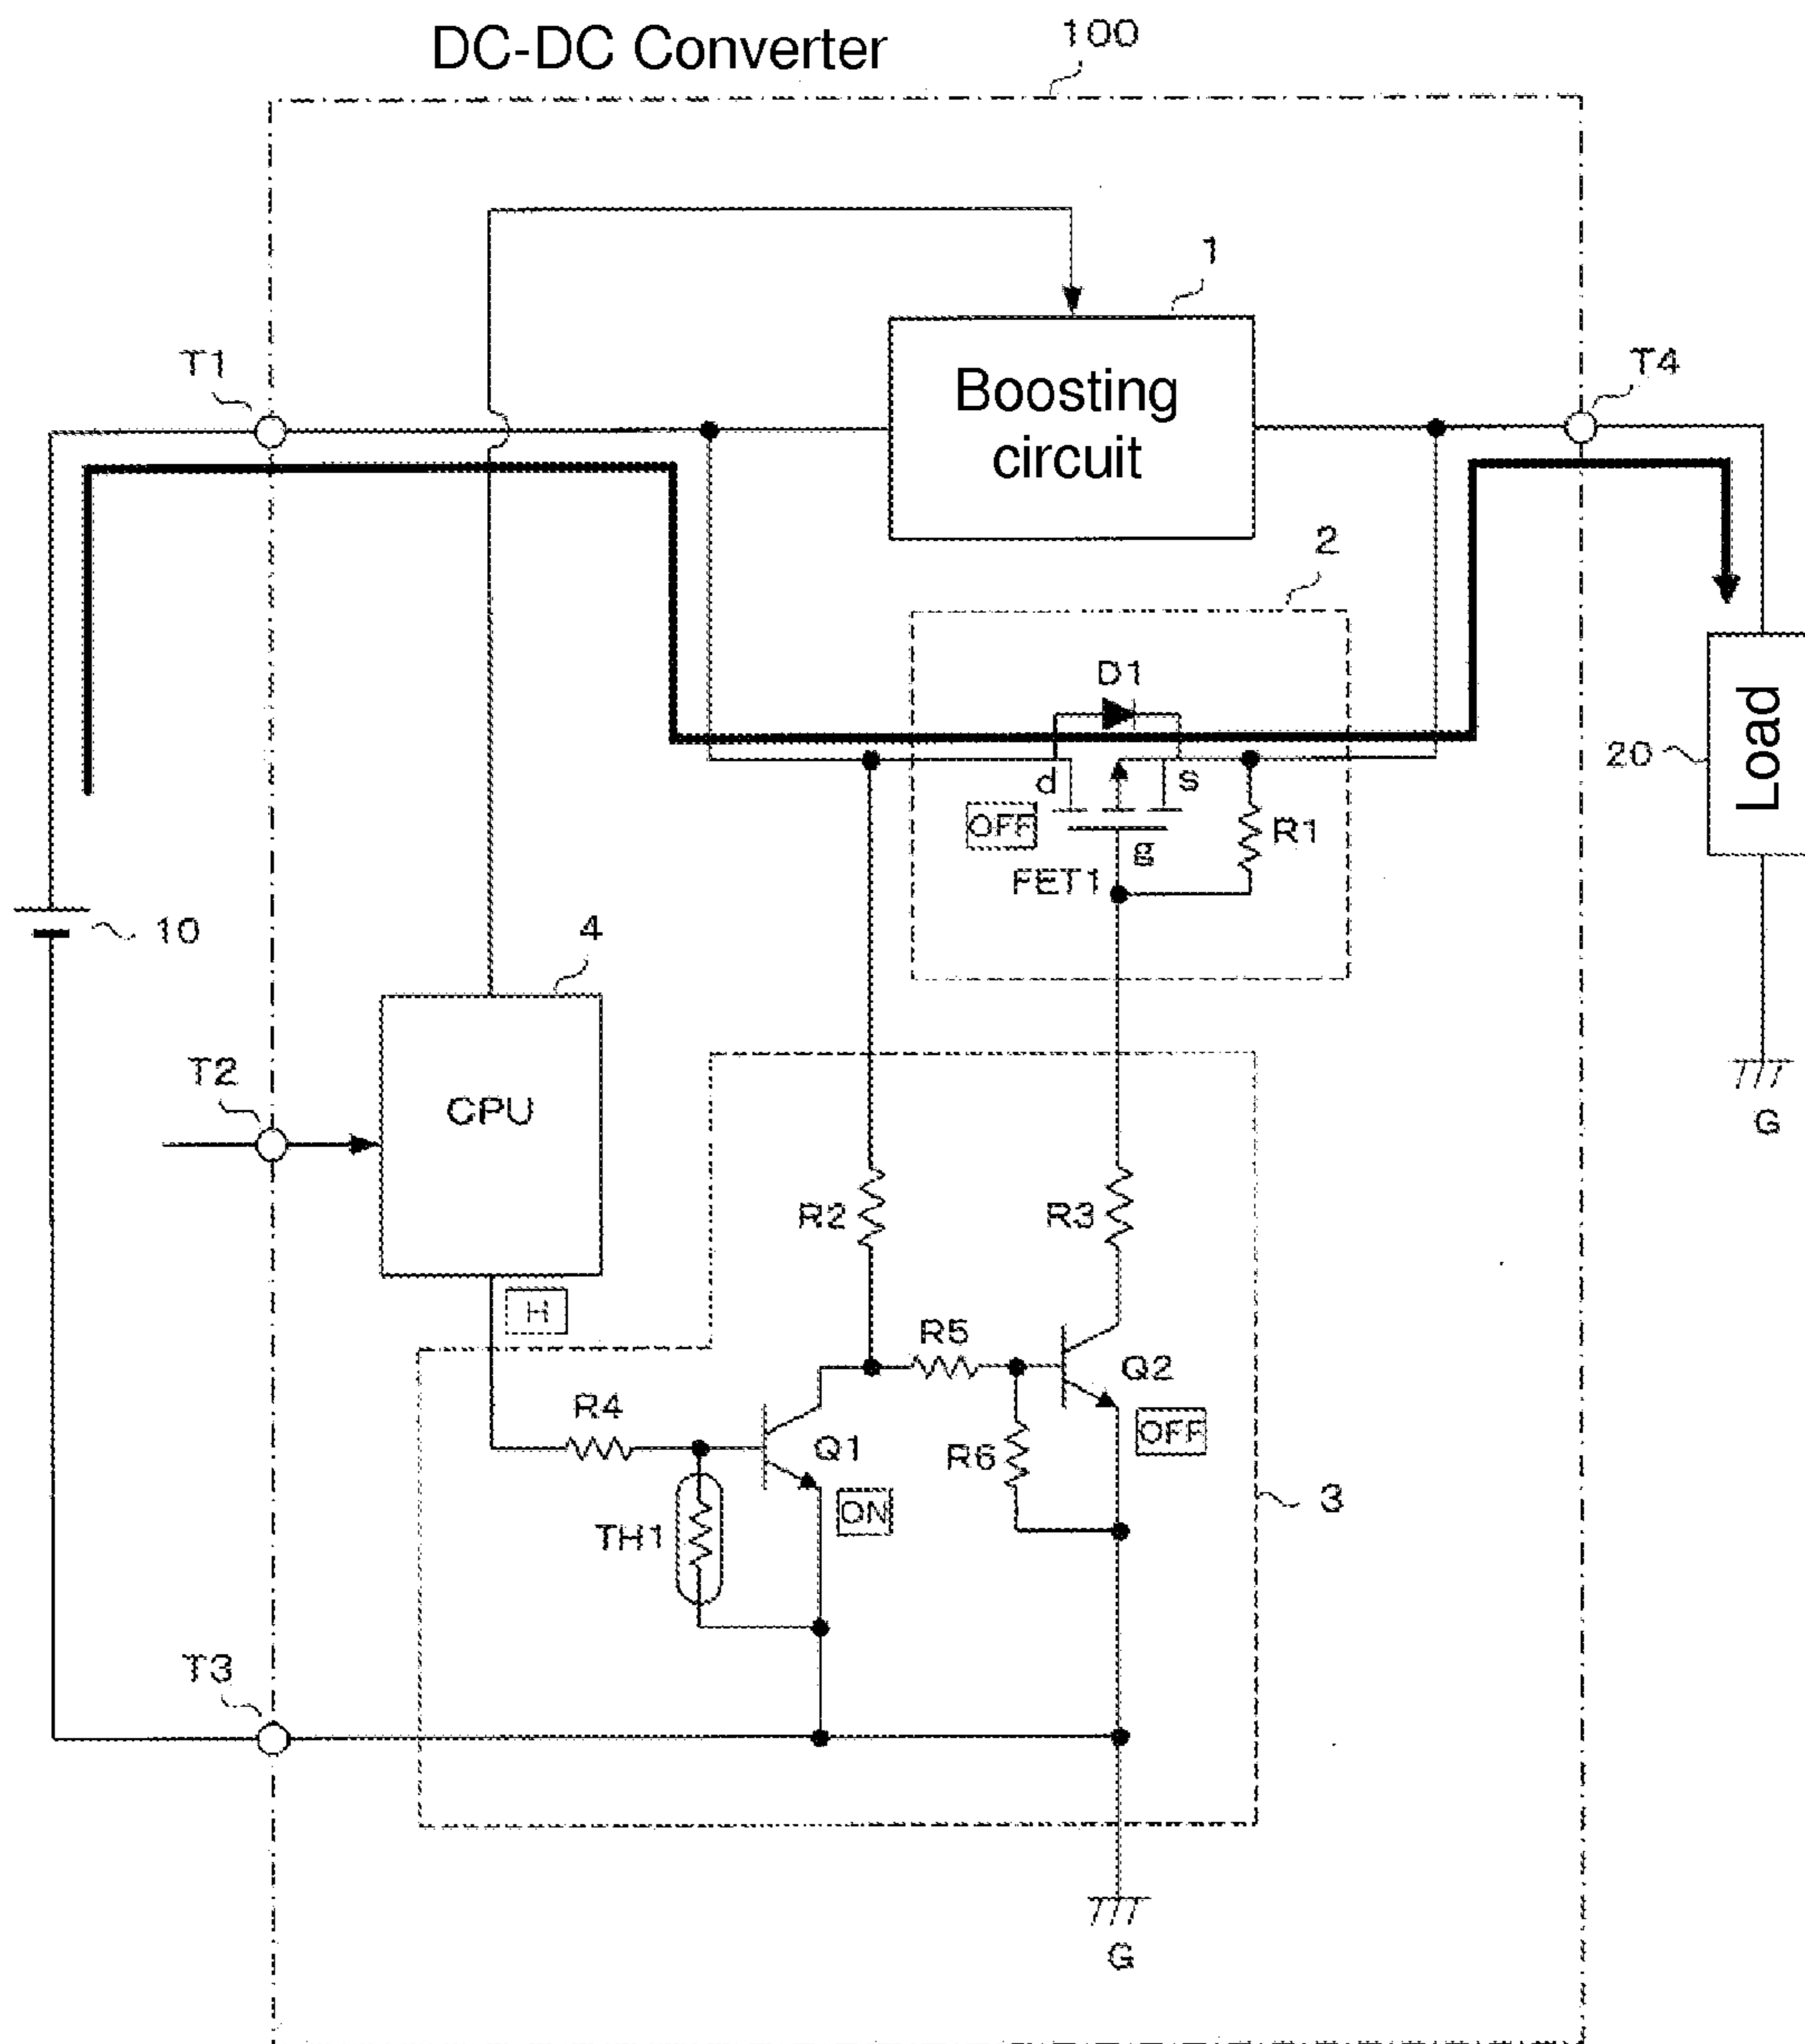 DC-DC Converter
100
1
T1
Boosting
circuit
T4
2
D1
d
s
OFF
R1
g
FET1
20
Load
10
4
T2
CPU
G
R2
R3
H
R5
Q2
R4
OFF
Q1
R6
ON
3
TH1
T3
G